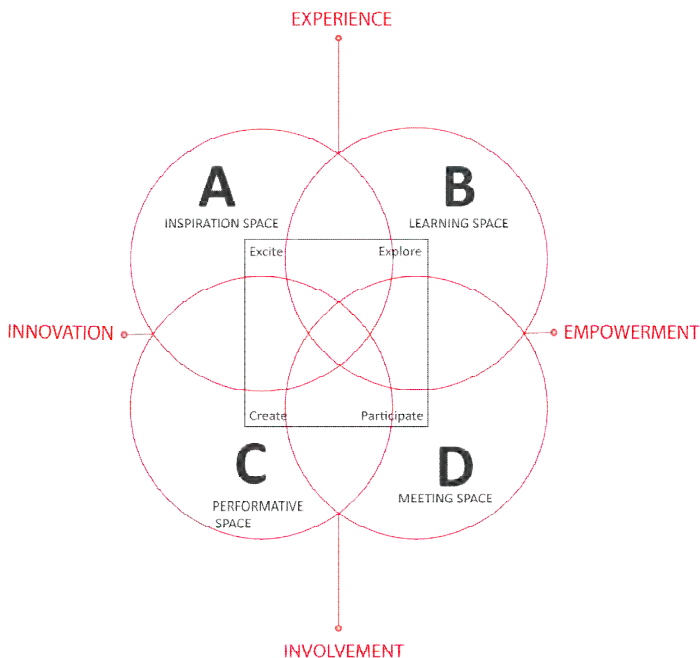 EXPERIENCE
A
B
INSPIRATION SPACE
LEARNING SPACE
Excite
Explore
INNOVATION
EMPOWERMENT
Create
Participate
C
D
PERFORMATIVE
SPACE
MEETING SPACE
INVOLVEMENT